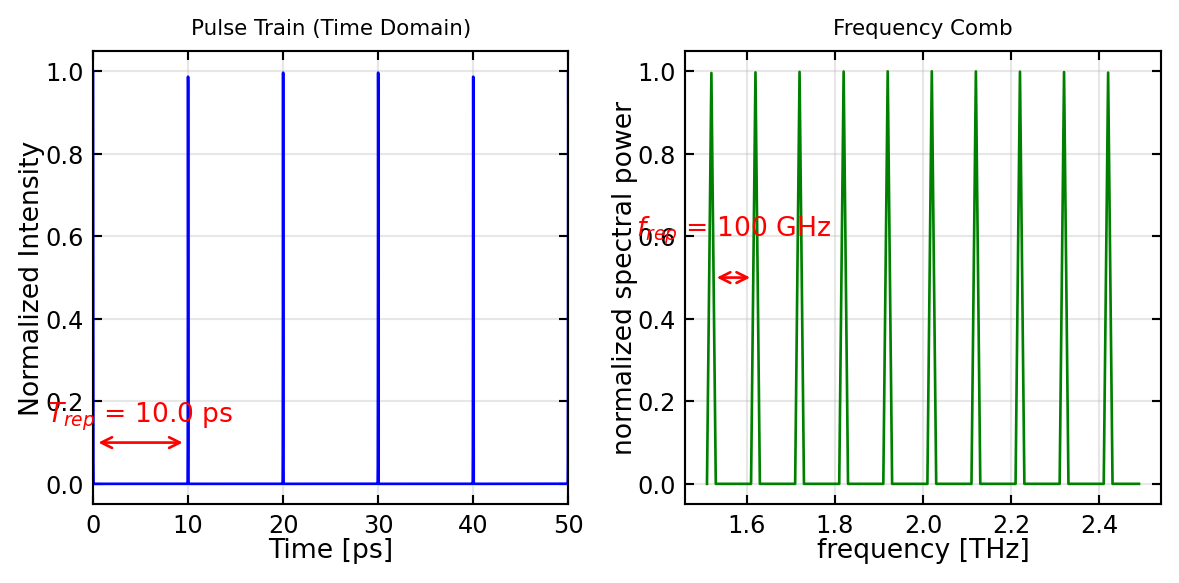 Pulse Train (Time Domain)
Normalized Intensity
1.0
0.8
0.6
0.4
0.2
0.0
T_rep = 10.0 ps
0 10 20 30 40 50
Time [ps]
Frequency Comb
normalized spectral power
1.0
0.8
0.6
0.4
0.2
0.0
f_rep = 100 GHz
1.6 1.8 2.0 2.2 2.4
frequency [THz]